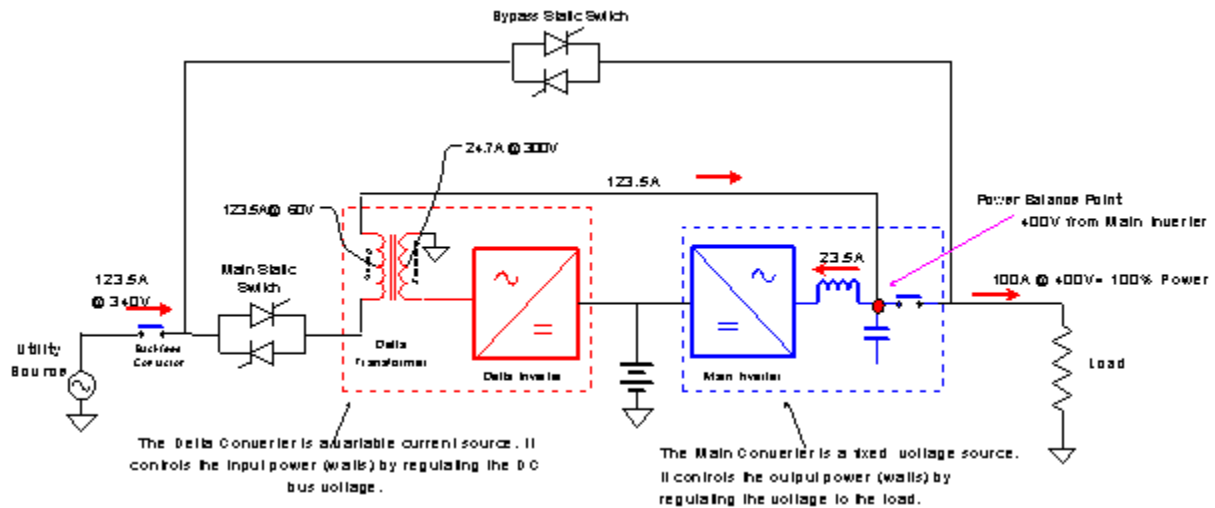 Bypass Static Switch
24.7A @ 300V
123.5A
123.5A@ 60V
Power Balance Point
400V from Main Inverter
123.5A
@ 340V
Main Static
Switch
23.5A
100A @ 400V= 100% Power
Utility
Source
Backfeed
Contactor
Delta
Transformer
Delta Inverter
Main Inverter
Load
The Delta Converter is a variable current source. It
controls the input power (watts) by regulating the DC
bus voltage.
The Main Converter is a fixed voltage source.
It controls the output power (watts) by
regulating the voltage to the load.